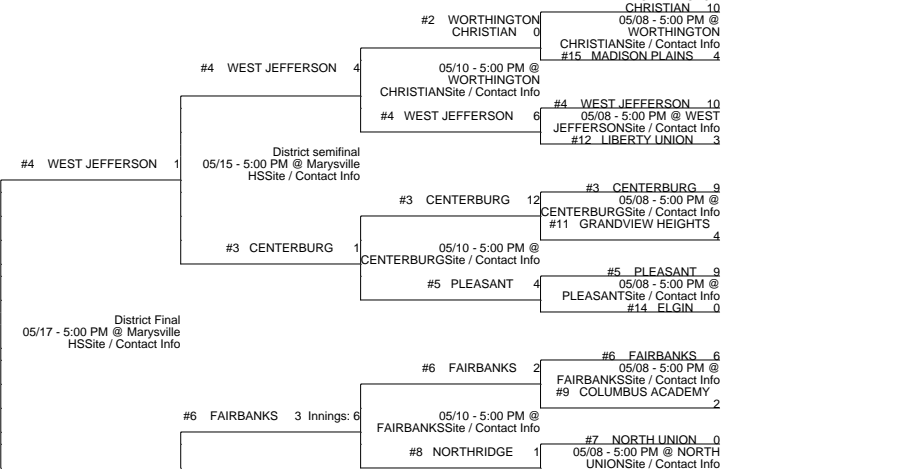 CHRISTIAN 10
05/08 - 5:00 PM @
WORTHINGTON
CHRISTIANSite / Contact Info
#15 MADISON PLAINS 4
#2 WORTHINGTON
CHRISTIAN 0
#4 WEST JEFFERSON 4
05/10 - 5:00 PM @
WORTHINGTON
CHRISTIANSite / Contact Info
#4 WEST JEFFERSON 10
05/08 - 5:00 PM @ WEST
JEFFERSONSite / Contact Info
#12 LIBERTY UNION 3
#4 WEST JEFFERSON 6
#4 WEST JEFFERSON 1
District semifinal
05/15 - 5:00 PM @ Marysville
HSSite / Contact Info
#3 CENTERBURG 9
05/08 - 5:00 PM @
CENTERBURGSite / Contact Info
#11 GRANDVIEW HEIGHTS
4
#3 CENTERBURG 12
#3 CENTERBURG 1
05/10 - 5:00 PM @
CENTERBURGSite / Contact Info
#5 PLEASANT 9
05/08 - 5:00 PM @
PLEASANTSite / Contact Info
#14 ELGIN 0
#5 PLEASANT 4
District Final
05/17 - 5:00 PM @ Marysville
HSSite / Contact Info
#6 FAIRBANKS 6
05/08 - 5:00 PM @
FAIRBANKSSite / Contact Info
#9 COLUMBUS ACADEMY
2
#6 FAIRBANKS 2
#6 FAIRBANKS 3 Innings: 6
05/10 - 5:00 PM @
FAIRBANKSSite / Contact Info
#7 NORTH UNION 0
05/08 - 5:00 PM @ NORTH
UNIONSite / Contact Info
#8 NORTHRIDGE 1